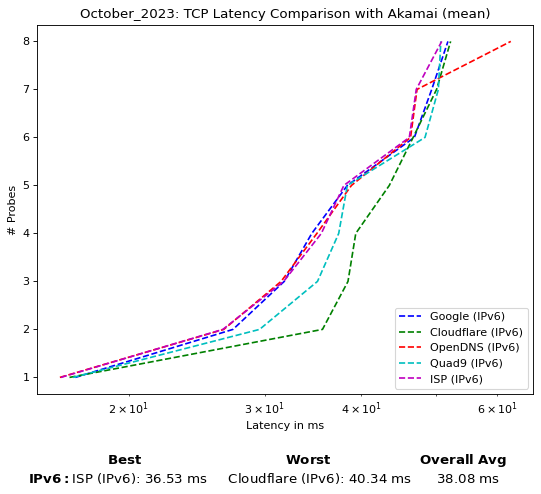 October_2023: TCP Latency Comparison with Akamai (mean)
8
7
6
5
4
3
2
1
# Probes
Google (IPv6)
Cloudflare (IPv6)
OpenDNS (IPv6)
Quad9 (IPv6)
ISP (IPv6)
2 × 10¹ 3 × 10¹ 4 × 10¹ 6 × 10¹
Latency in ms
Best Worst Overall Avg
IPv6: ISP (IPv6): 36.53 ms Cloudflare (IPv6): 40.34 ms 38.08 ms